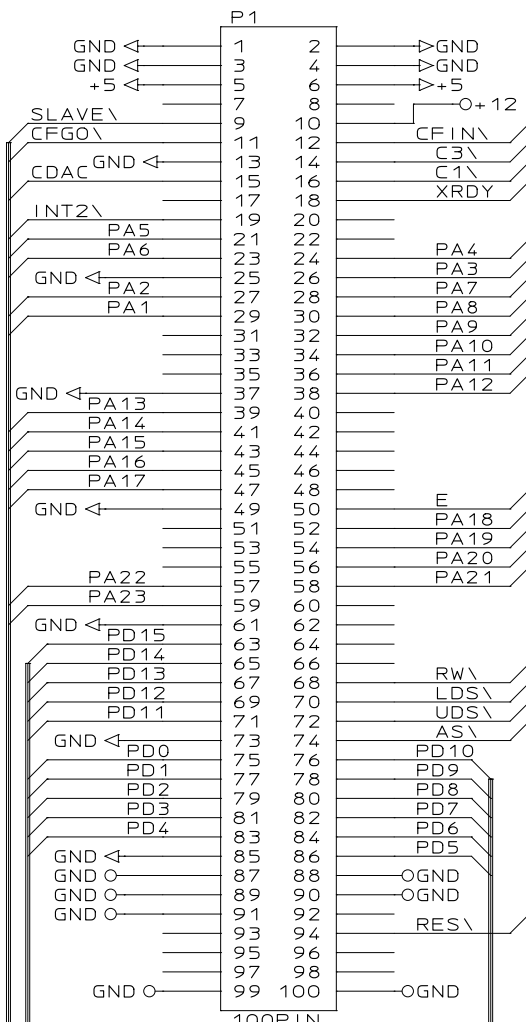 P1
GND 1 2 GND
GND 3 4 GND
+5 5 6 +5
7 8 +12
SLAVE\ 9 10
CFGO\ 11 12 CFIN\
GND 13 14 C3\
CDAC 15 16 C1\
17 18 XRDY
INT2\ 19 20
PA5 21 22
PA6 23 24 PA4
GND 25 26 PA3
PA2 27 28 PA7
PA1 29 30 PA8
31 32 PA9
33 34 PA10
35 36 PA11
GND 37 38 PA12
PA13 39 40
PA14 41 42
PA15 43 44
PA16 45 46
PA17 47 48
GND 49 50 E
51 52 PA18
53 54 PA19
55 56 PA20
PA22 57 58 PA21
PA23 59 60
GND 61 62
PD15 63 64
PD14 65 66
PD13 67 68 RW\
PD12 69 70 LDS\
PD11 71 72 UDS\
GND 73 74 AS\
PD0 75 76 PD10
PD1 77 78 PD9
PD2 79 80 PD8
PD3 81 82 PD7
PD4 83 84 PD6
GND 85 86 PD5
GND 87 88 GND
GND 89 90 GND
GND 91 92
93 94 RES\
95 96
97 98
GND 99 100 GND
100PIN